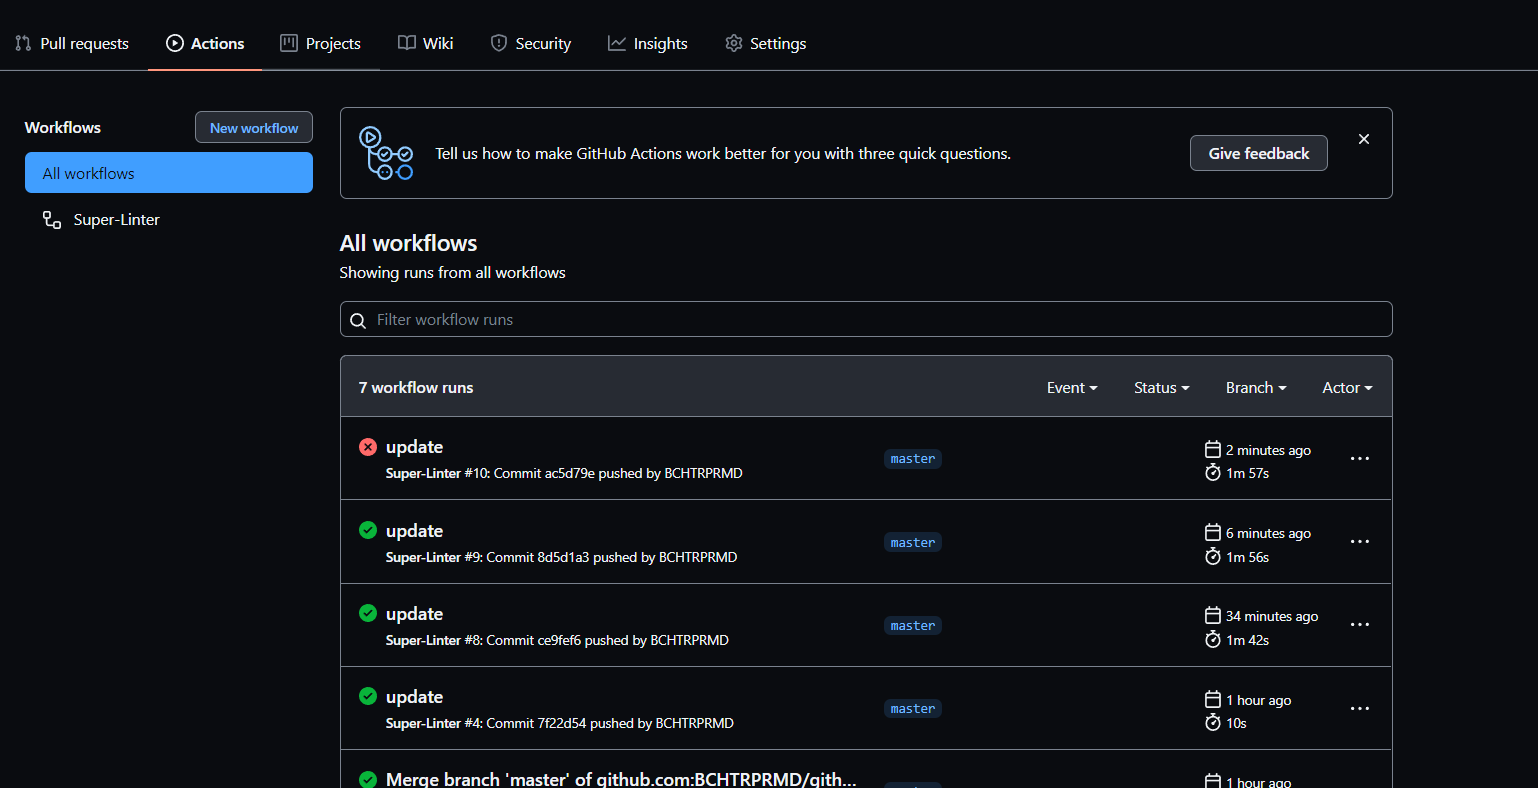 Pull requests Actions Projects Wiki Security Insights Settings
Workflows New workflow
All workflows
Super-Linter
Tell us how to make GitHub Actions work better for you with three quick questions. Give feedback
All workflows
Showing runs from all workflows
Filter workflow runs
7 workflow runs Event Status Branch Actor
update master 2 minutes ago
Super-Linter #10: Commit ac5d79e pushed by BCHTRPRMD 1m 57s
update master 6 minutes ago
Super-Linter #9: Commit 8d5d1a3 pushed by BCHTRPRMD 1m 56s
update master 34 minutes ago
Super-Linter #8: Commit ce9fef6 pushed by BCHTRPRMD 1m 42s
update master 1 hour ago
Super-Linter #4: Commit 7f22d54 pushed by BCHTRPRMD 10s
Merge branch 'master' of github.com:BCHTRPRMD/gith... 1 hour ago